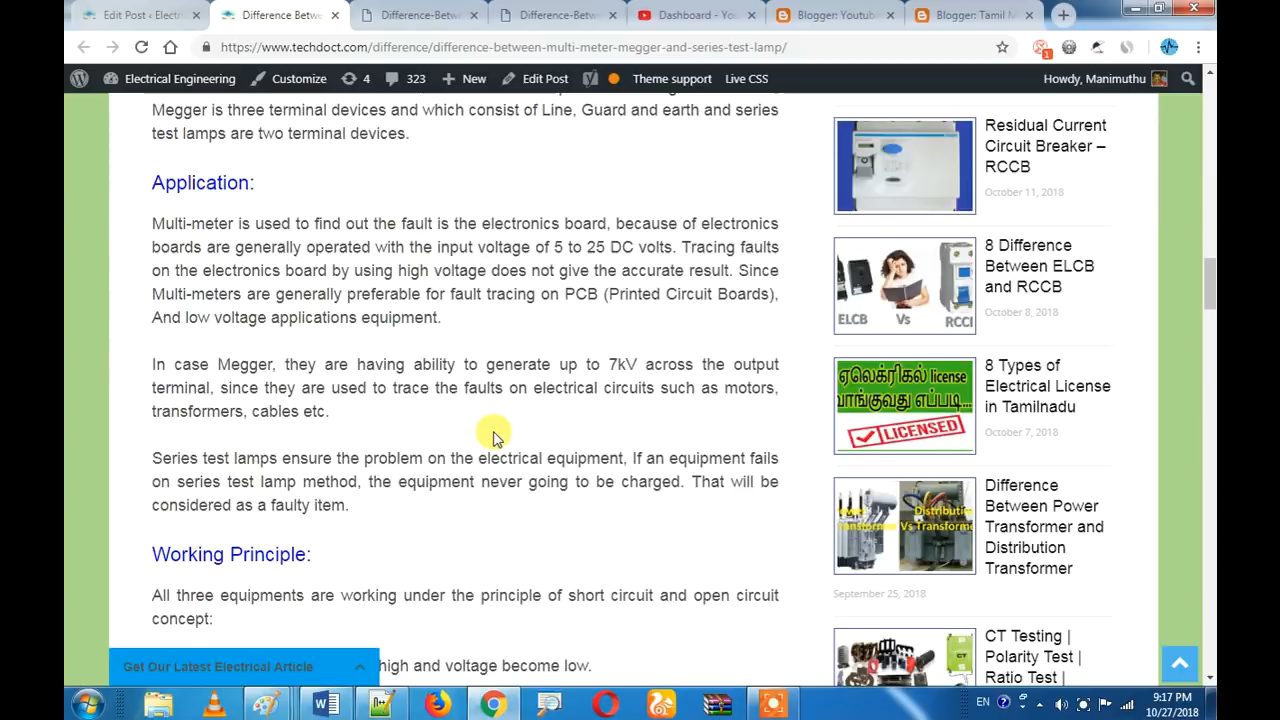 Edit Post ‹ Electri
Difference Betwe
Difference-Betw
Difference-Betw
Dashboard - Yo
Blogger: Youtub
Blogger: Tamil M
https://www.techdoct.com/difference/difference-between-multi-meter-megger-and-series-test-lamp/
1
Electrical Engineering
Customize
4
323
New
Edit Post
Theme support
Live CSS
Howdy, Manimuthu
Megger is three terminal devices and which consist of Line, Guard and earth and series
test lamps are two terminal devices.
Application:
Multi-meter is used to find out the fault is the electronics board, because of electronics
boards are generally operated with the input voltage of 5 to 25 DC volts. Tracing faults
on the electronics board by using high voltage does not give the accurate result. Since
Multi-meters are generally preferable for fault tracing on PCB (Printed Circuit Boards),
And low voltage applications equipment.
In case Megger, they are having ability to generate up to 7kV across the output
terminal, since they are used to trace the faults on electrical circuits such as motors,
transformers, cables etc.
Series test lamps ensure the problem on the electrical equipment, If an equipment fails
on series test lamp method, the equipment never going to be charged. That will be
considered as a faulty item.
Working Principle:
All three equipments are working under the principle of short circuit and open circuit
concept:
high and voltage become low.
Get Our Latest Electrical Article
Residual Current
Circuit Breaker –
RCCB
October 11, 2018
ELCB Vs RCCI
8 Difference
Between ELCB
and RCCB
October 8, 2018
ஏலெக்ரிகல் license
வாங்குவது எப்படி...
LICENSED
8 Types of
Electrical License
in Tamilnadu
October 7, 2018
Distributi
Vs Transforme
Difference
Between Power
Transformer and
Distribution
Transformer
September 25, 2018
CT
CT Testing |
Polarity Test |
Ratio Test |
EN
9:17 PM
10/27/2018